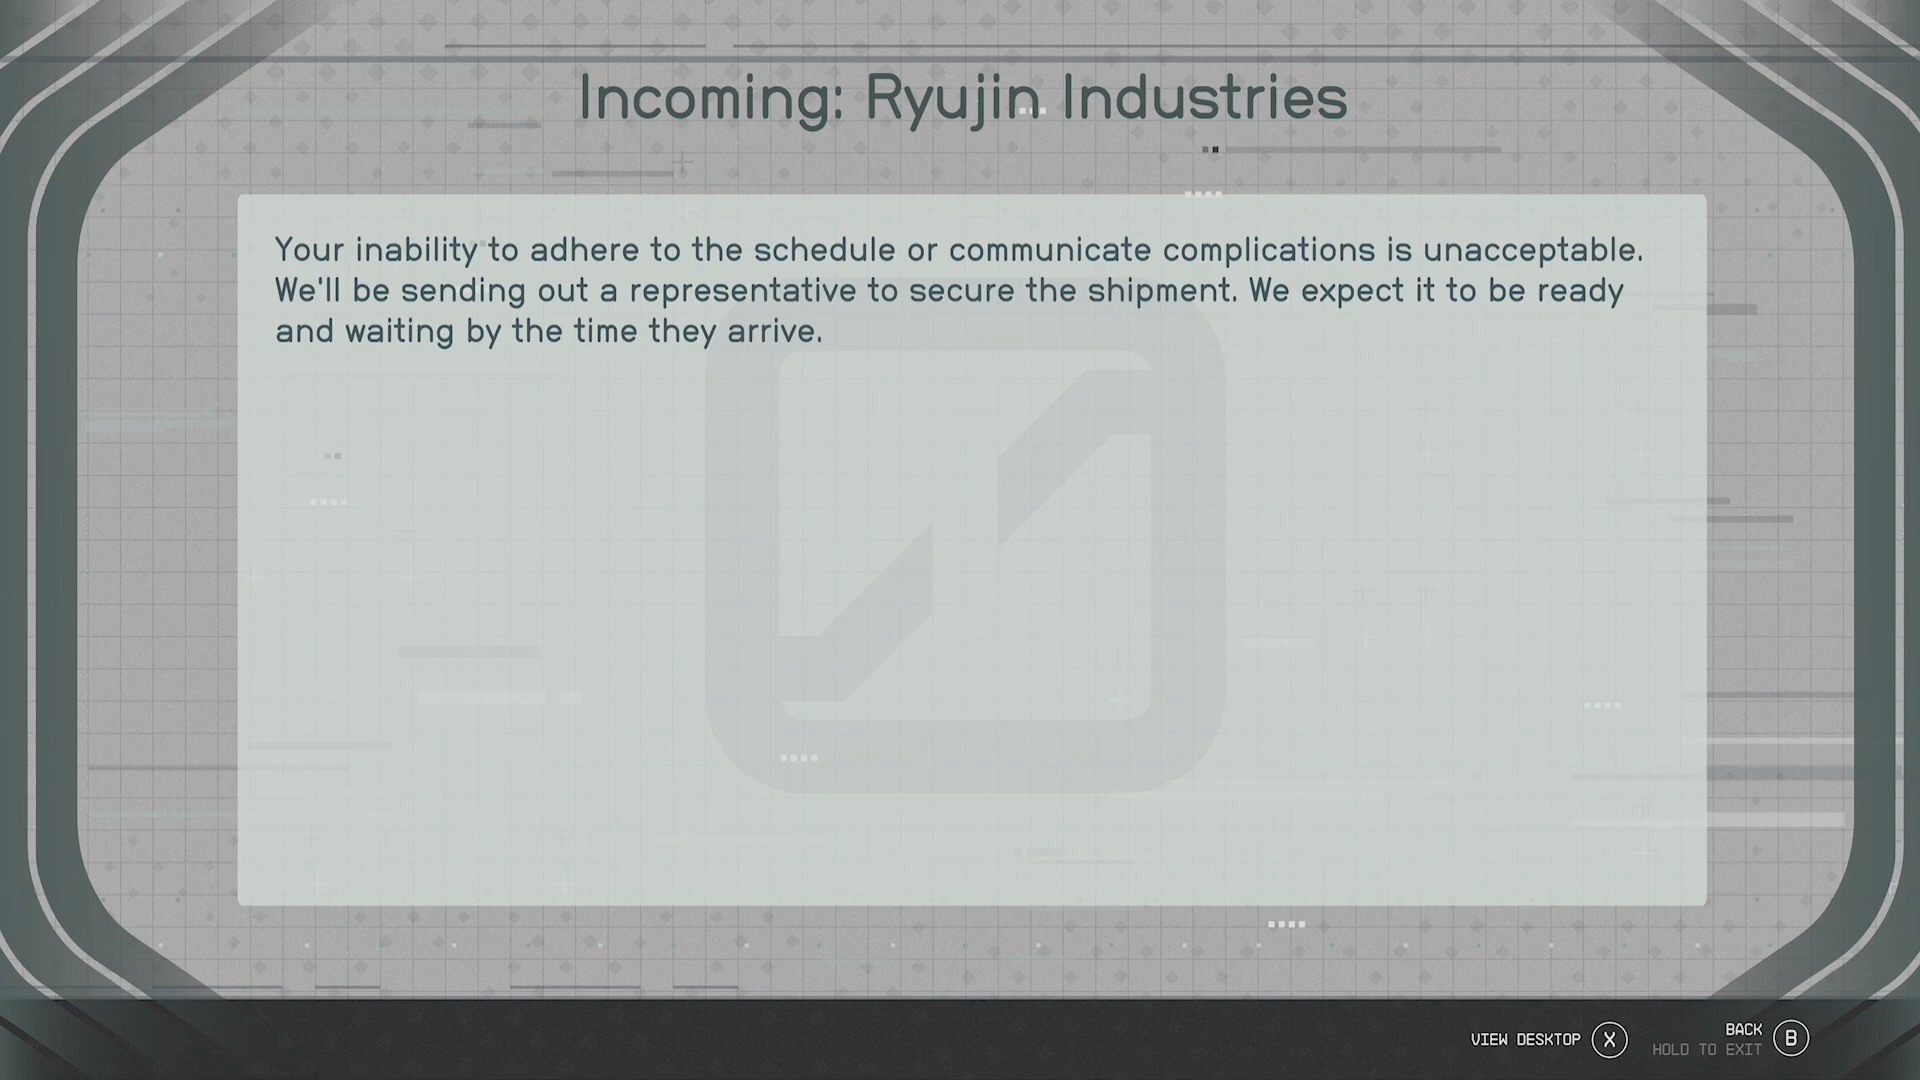 Incoming: Ryujin Industries
Your inability to adhere to the schedule or communicate complications is unacceptable.
We'll be sending out a representative to secure the shipment. We expect it to be ready
and waiting by the time they arrive.
VIEW DESKTOP X
BACK B
HOLD TO EXIT